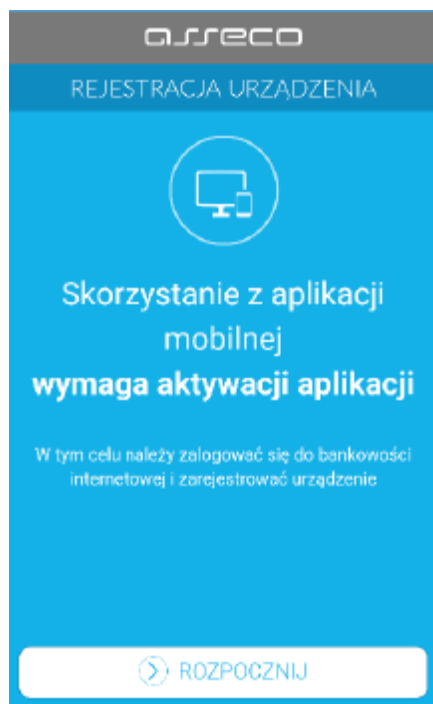 asseco
REJESTRACJA URZĄDZENIA
Skorzystanie z aplikacji
mobilnej
wymaga aktywacji aplikacji
W tym celu należy zalogować się do bankowości
internetowej i zarejestrować urządzenie
ROZPOCZNIJ